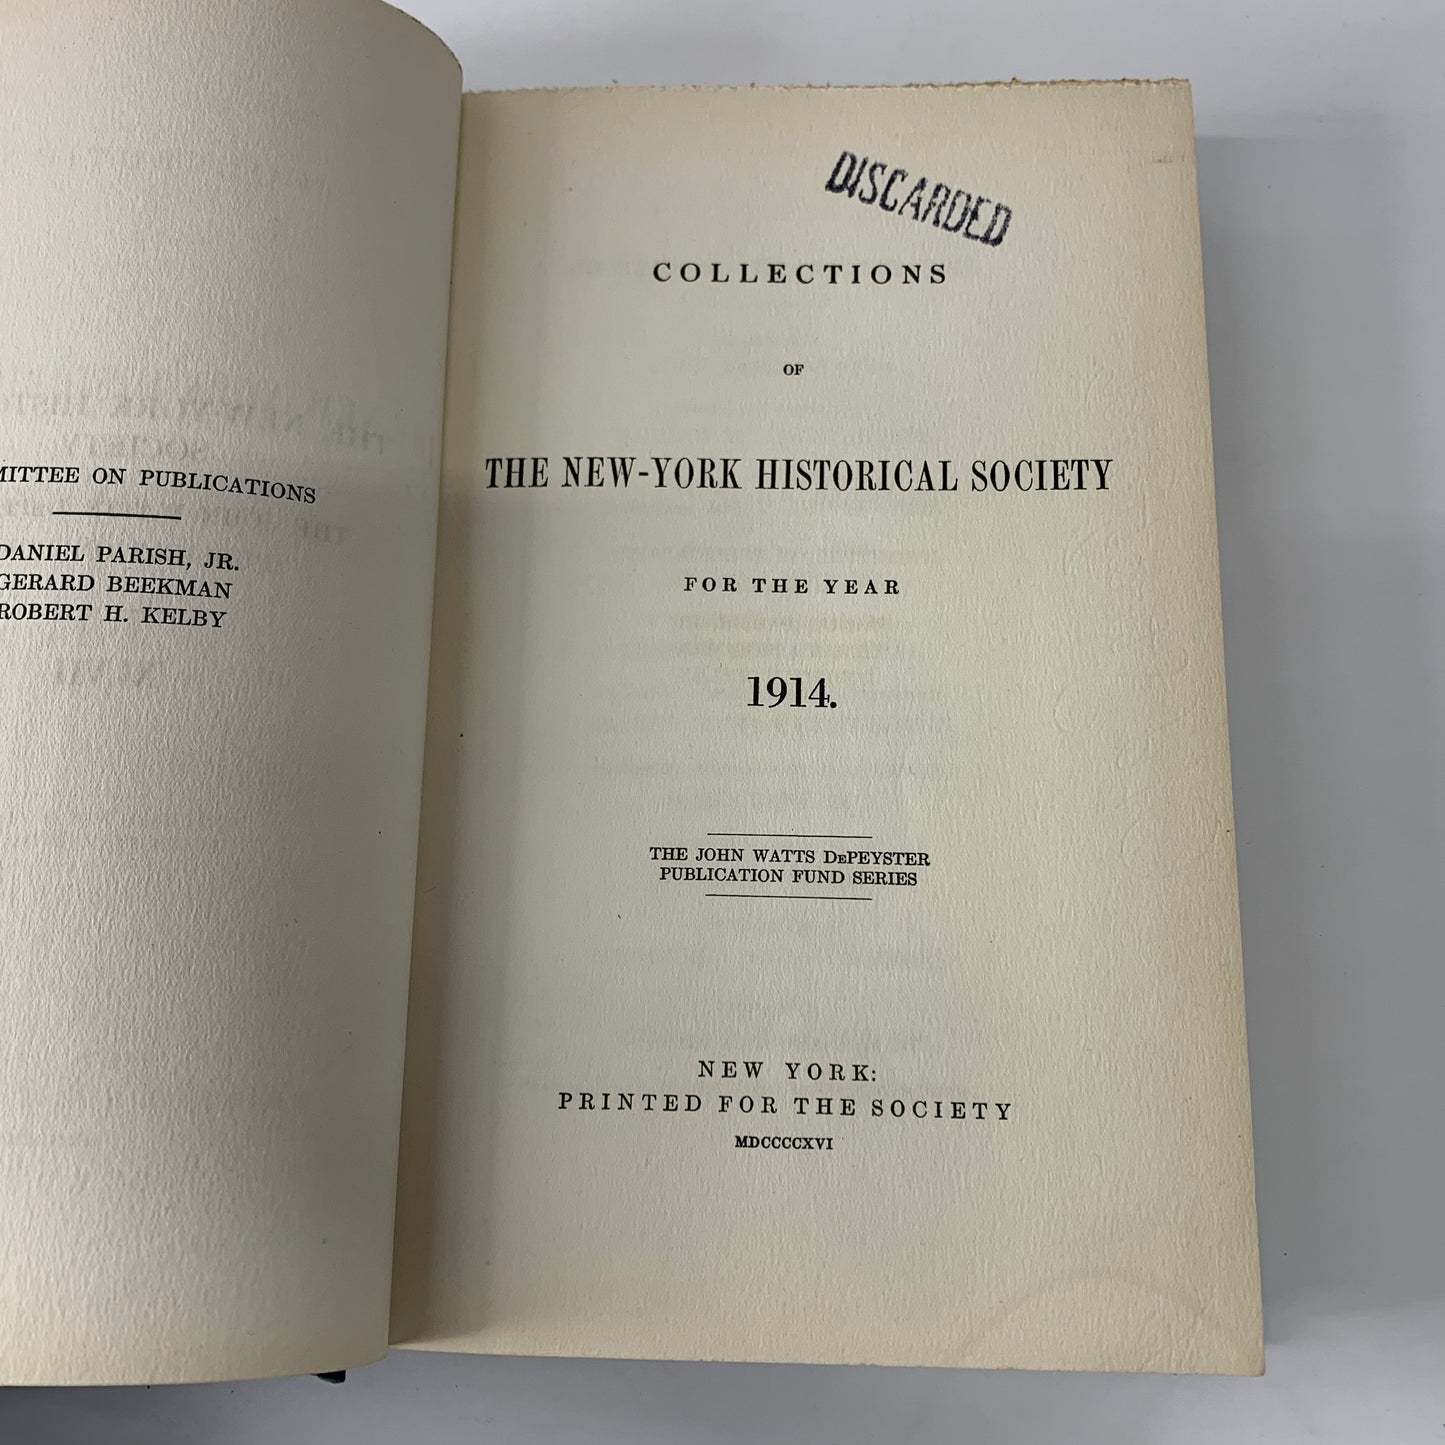 MITTEE ON PUBLICATIONS
DANIEL PARISH, JR.
GERARD BEEKMAN
ROBERT H. KELBY
DISCARDED
COLLECTIONS
OF
THE NEW-YORK HISTORICAL SOCIETY
FOR THE YEAR
1914.
THE JOHN WATTS DePEYSTER
PUBLICATION FUND SERIES
NEW YORK:
PRINTED FOR THE SOCIETY
MDCCCCXVI